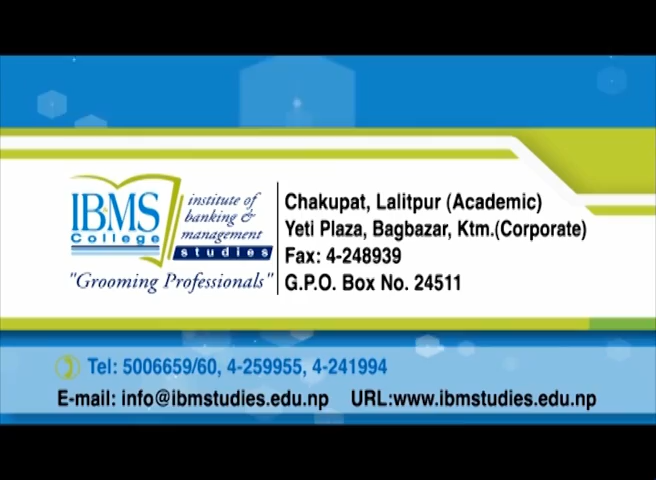 IBMS
College
institute of
banking &
management
studies
"Grooming Professionals"
Chakupat, Lalitpur (Academic)
Yeti Plaza, Bagbazar, Ktm.(Corporate)
Fax: 4-248939
G.P.O. Box No. 24511
Tel: 5006659/60, 4-259955, 4-241994
E-mail: info@ibmstudies.edu.np URL:www.ibmstudies.edu.np